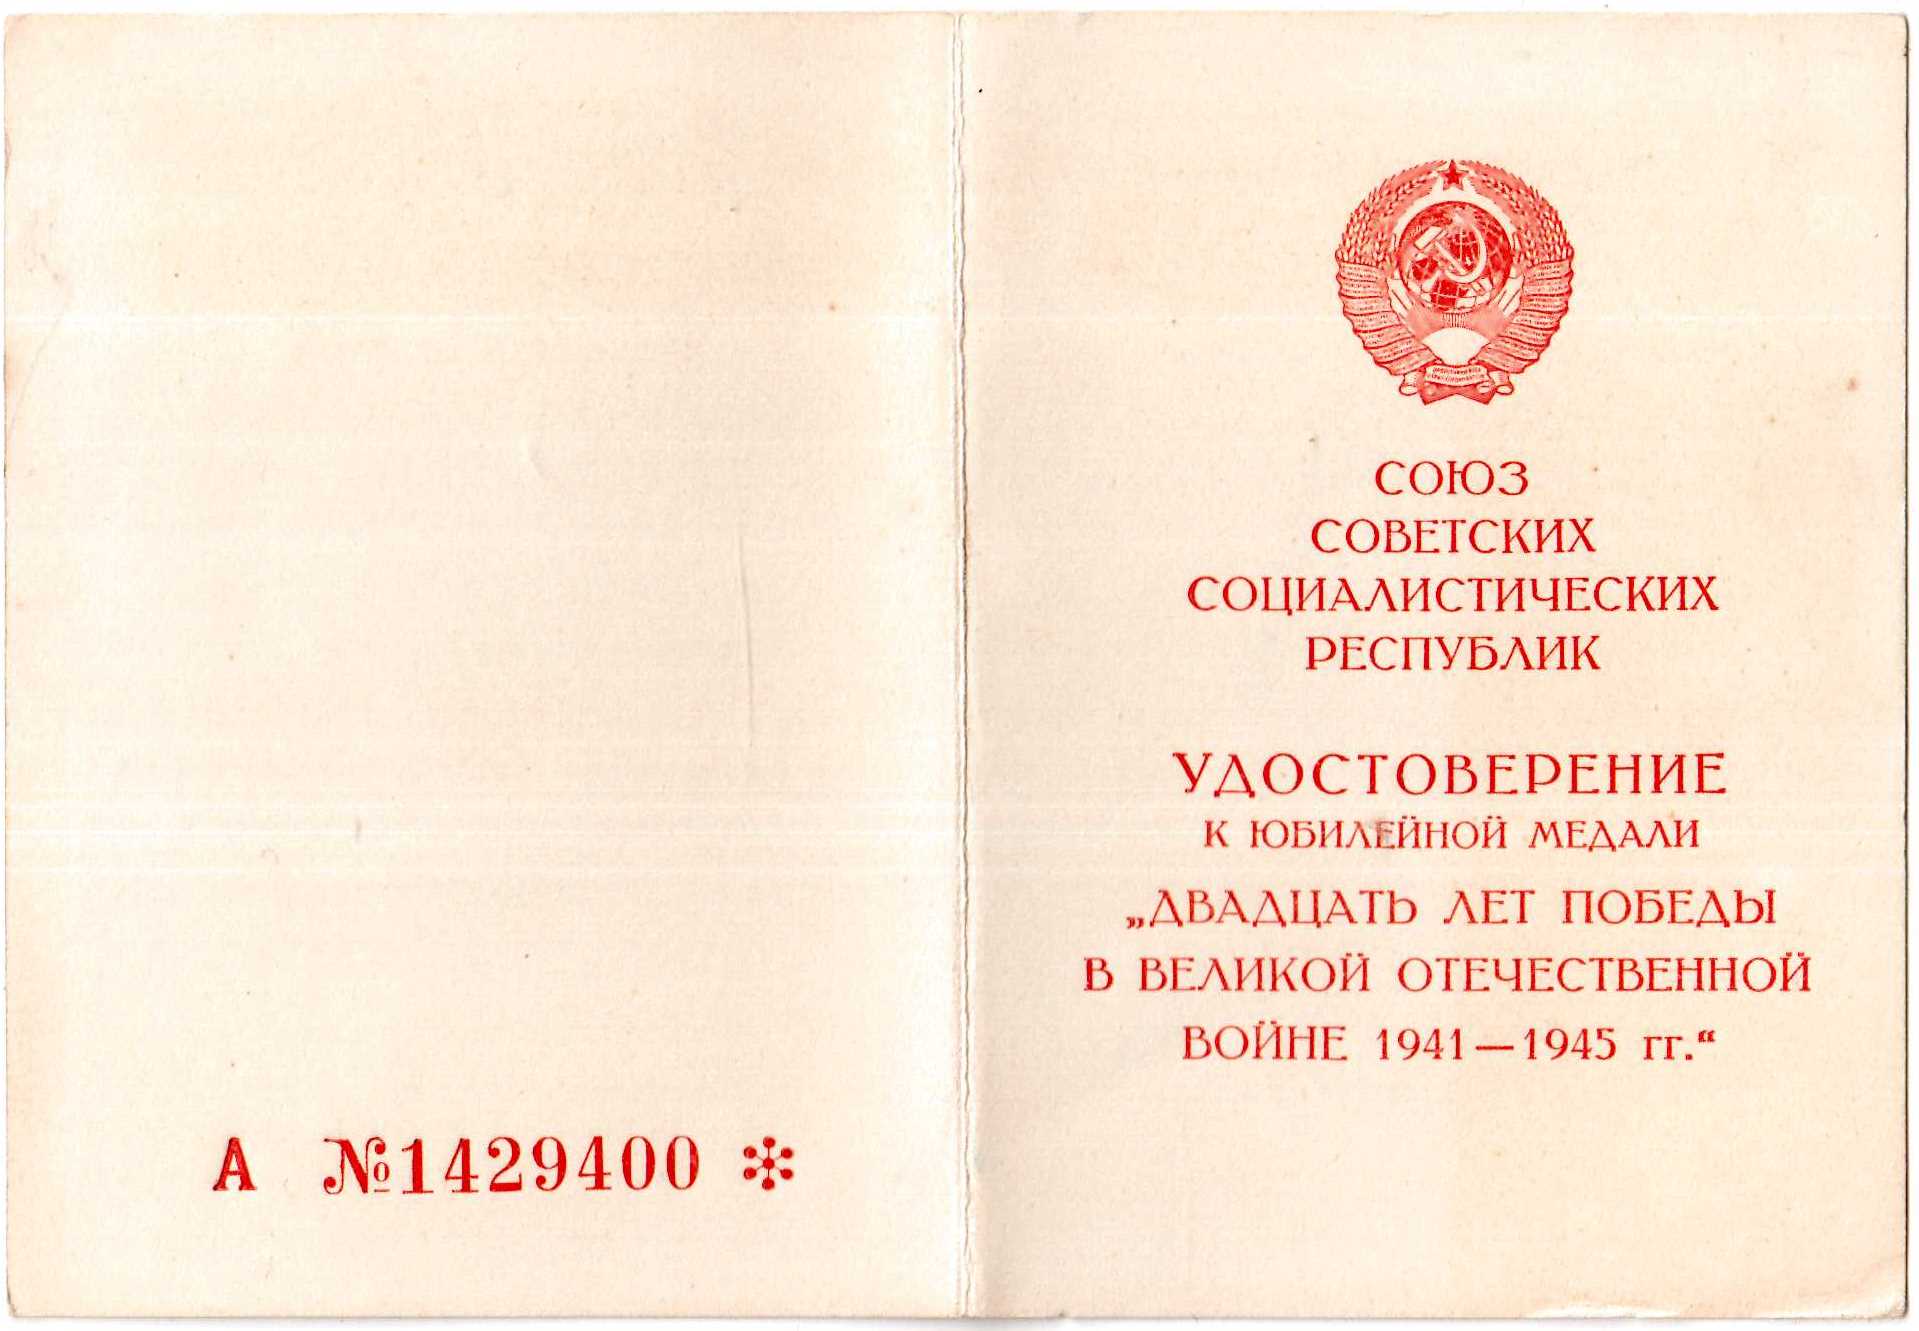 А №1429400
СОЮЗ
СОВЕТСКИХ
СОЦИАЛИСТИЧЕСКИХ
РЕСПУБЛИК
УДОСТОВЕРЕНИЕ
К ЮБИЛЕЙНОЙ МЕДАЛИ
„ДВАДЦАТЬ ЛЕТ ПОБЕДЫ
В ВЕЛИКОЙ ОТЕЧЕСТВЕННОЙ
ВОЙНЕ 1941—1945 гг.“